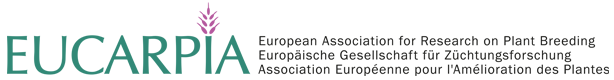 EUCARPIA
European Association for Research on Plant Breeding
Europäische Gesellschaft für Züchtungsforschung
Association Européenne pour l'Amélioration des Plantes